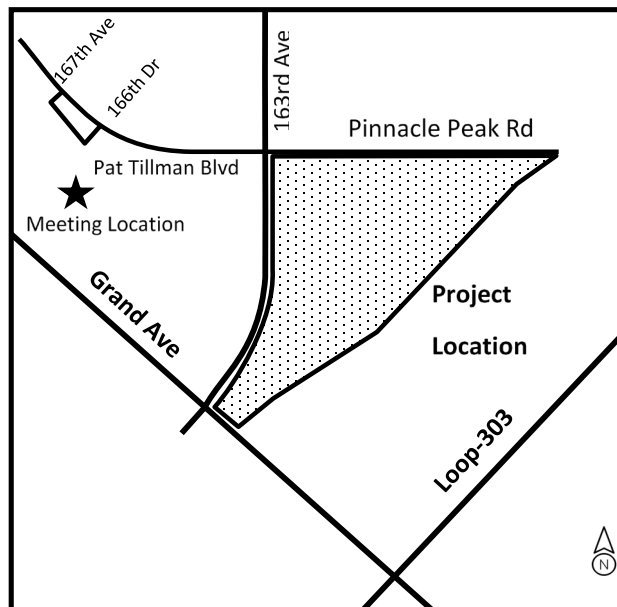 167th Ave
166th Dr
163rd Ave
Pinnacle Peak Rd
Pat Tillman Blvd
Meeting Location
Grand Ave
Project
Location
Loop-303
N